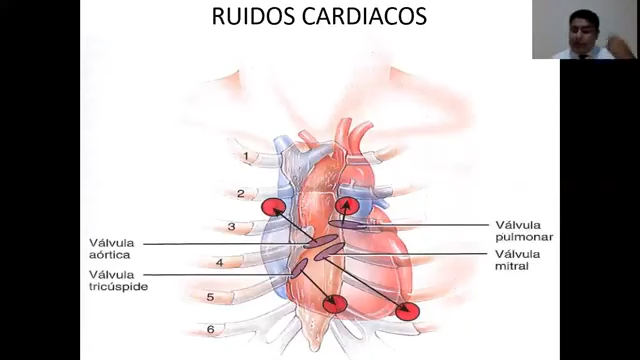 RUIDOS CARDIACOS
1
2
3
4
5
6
Válvula
aórtica
Válvula
tricúspide
Válvula
pulmonar
Válvula
mitral